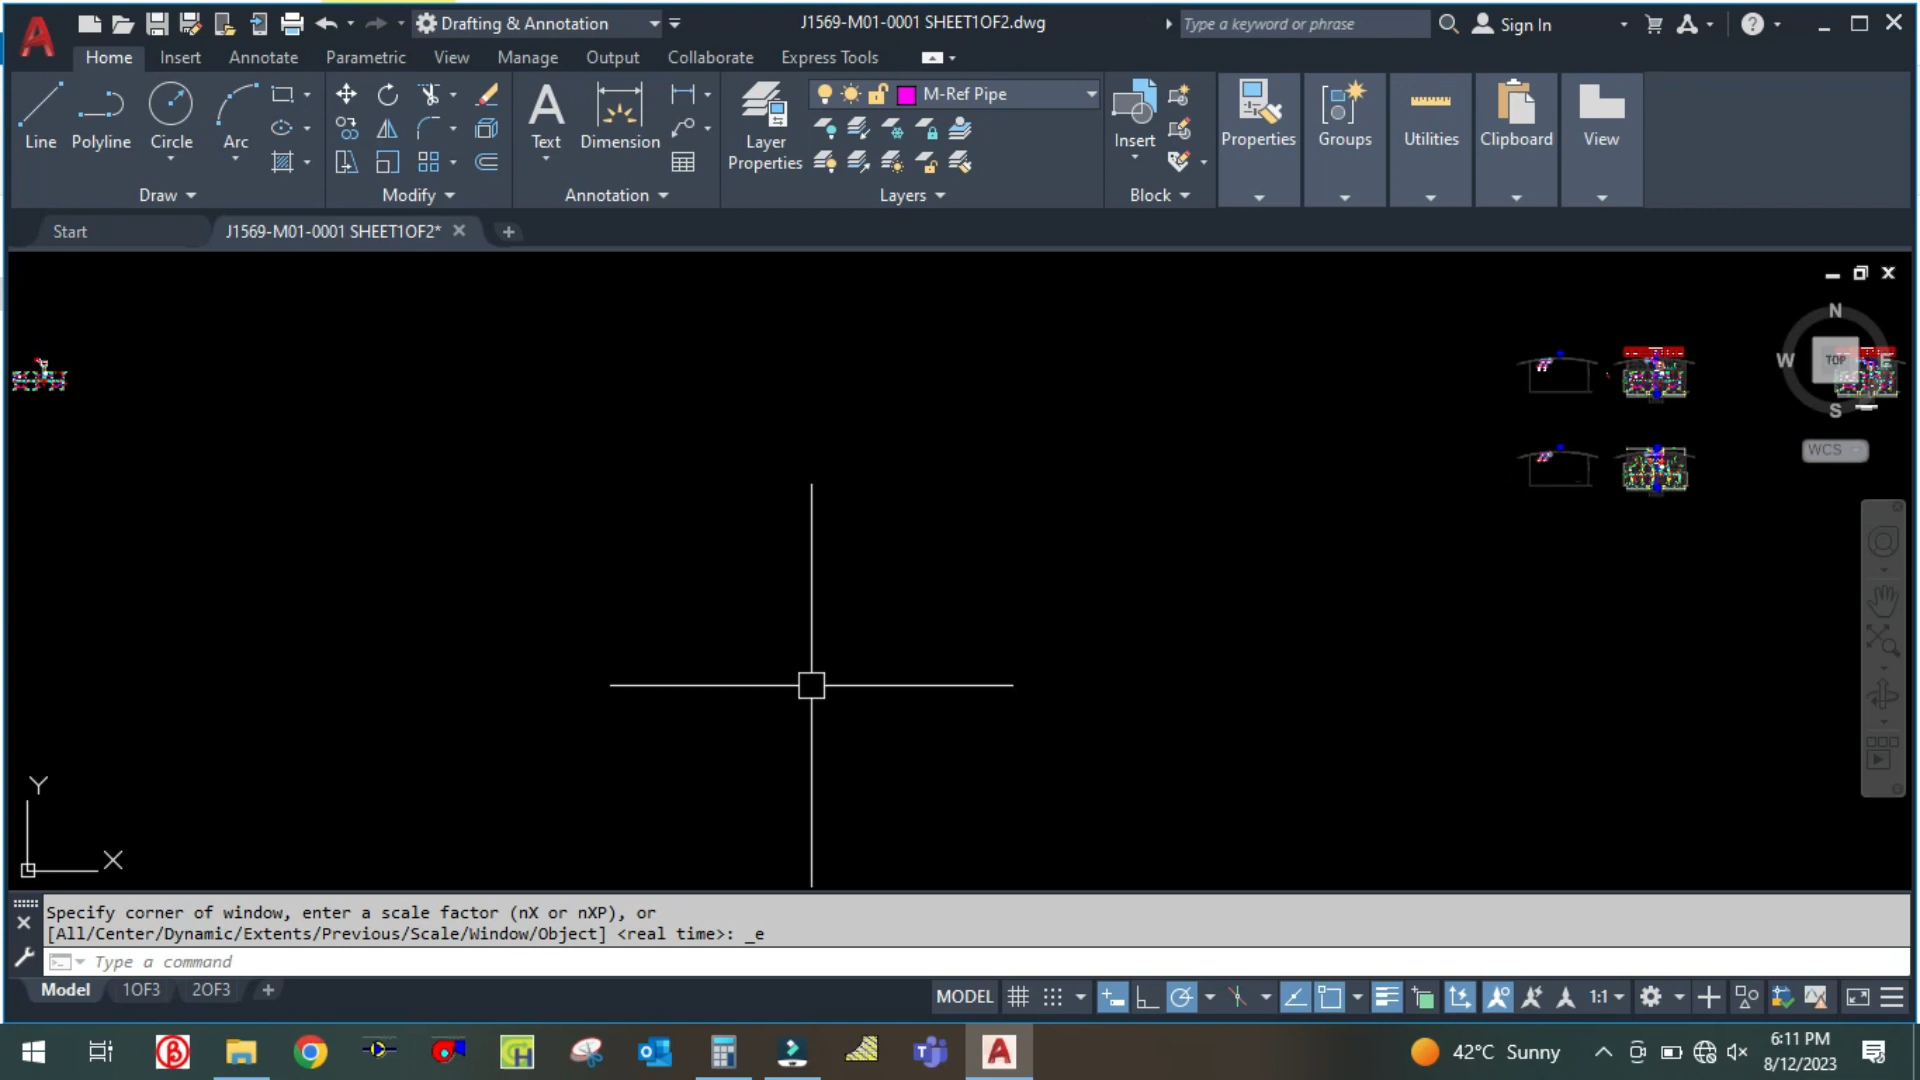 Drafting & Annotation
J1569-M01-0001 SHEET1OF2.dwg
Type a keyword or phrase
Sign In
Home
Insert
Annotate
Parametric
View
Manage
Output
Collaborate
Express Tools
Line
Polyline
Circle
Arc
Text
Dimension
Layer
Properties
M-Ref Pipe
Insert
Properties
Groups
Utilities
Clipboard
View
Draw
Modify
Annotation
Layers
Block
Start
J1569-M01-0001 SHEET1OF2*
N
W
TOP
E
S
WCS
Y
X
Specify corner of window, enter a scale factor (nX or nXP), or
[All/Center/Dynamic/Extents/Previous/Scale/Window/Object] <real time>: _e
Type a command
Model
1OF3
2OF3
MODEL
1:1
42°C Sunny
6:11 PM
8/12/2023